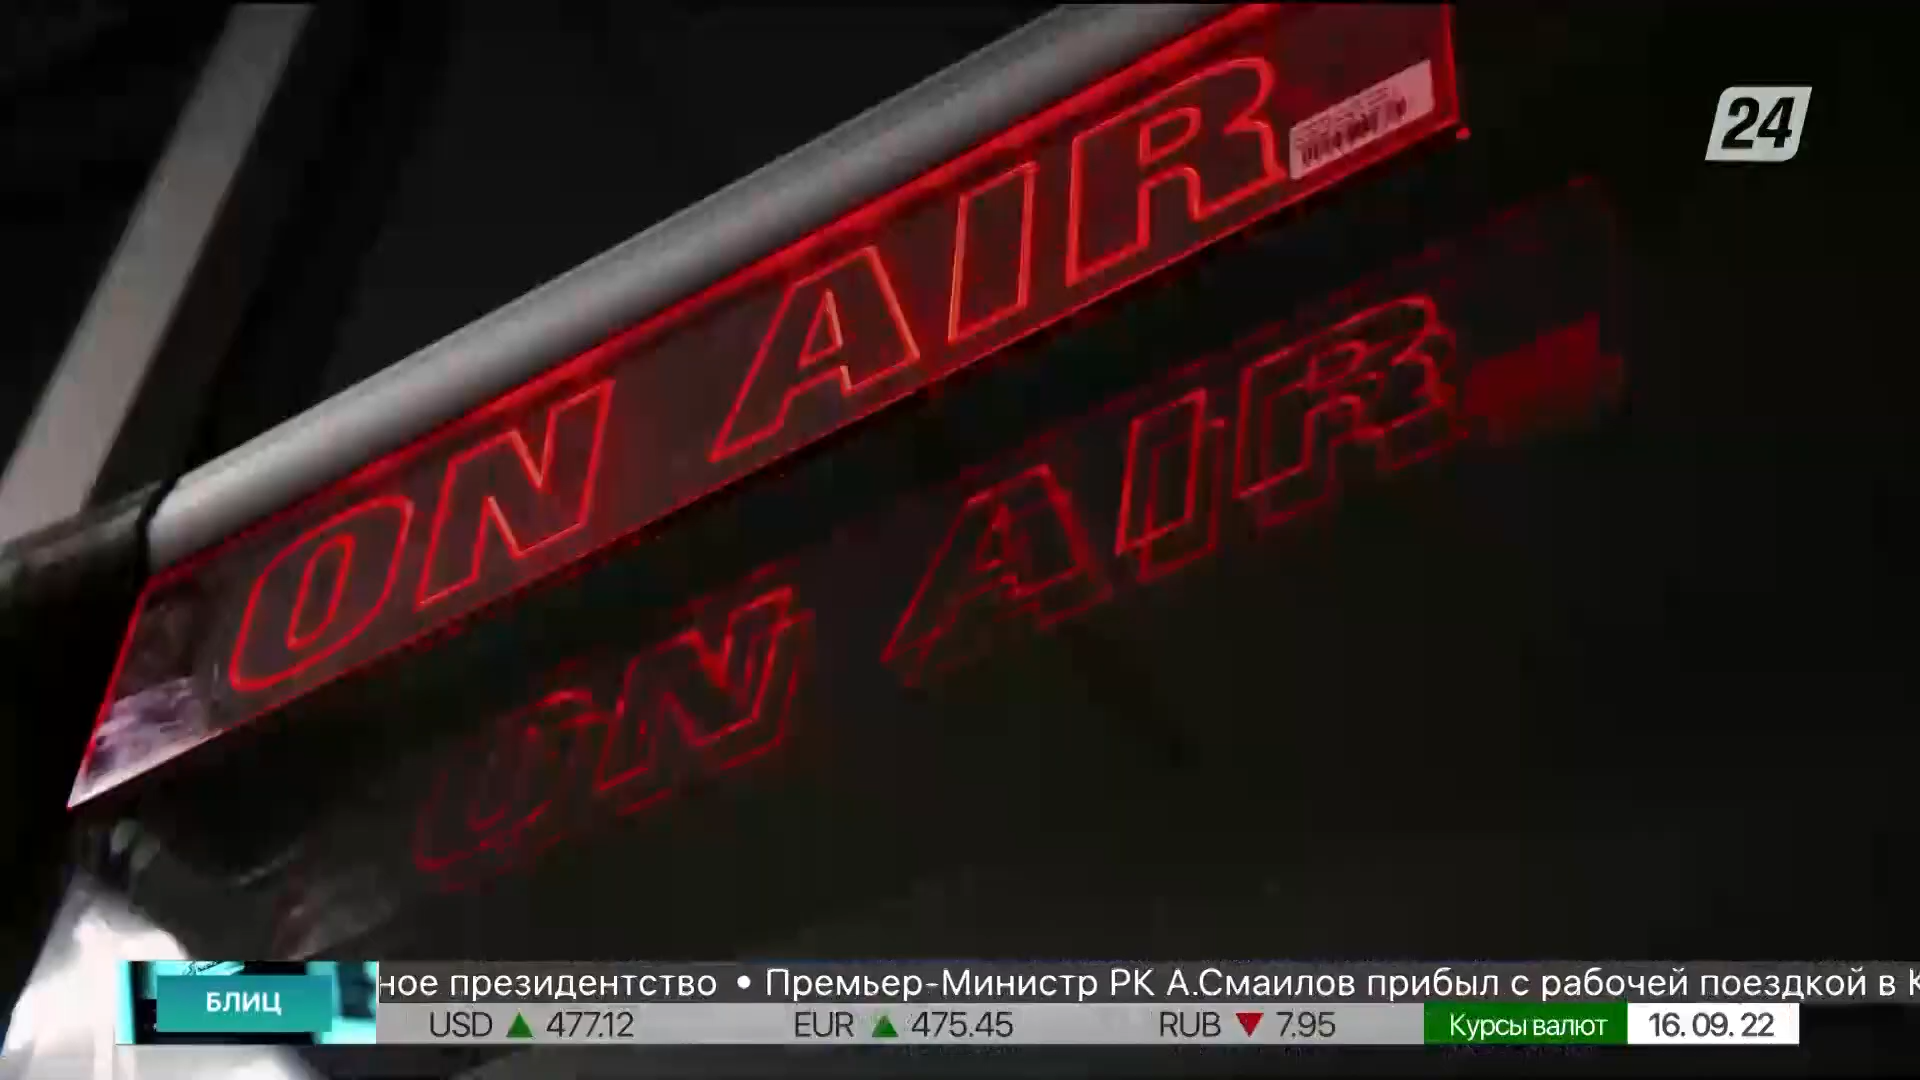 24
ON AIR
ON AIR
БЛИЦ
ное президентство • Премьер-Министр РК А.Смаилов прибыл с рабочей поездкой в К
USD ▲ 477.12 EUR ▲ 475.45 RUB ▼ 7.95 Курсы валют 16. 09. 22